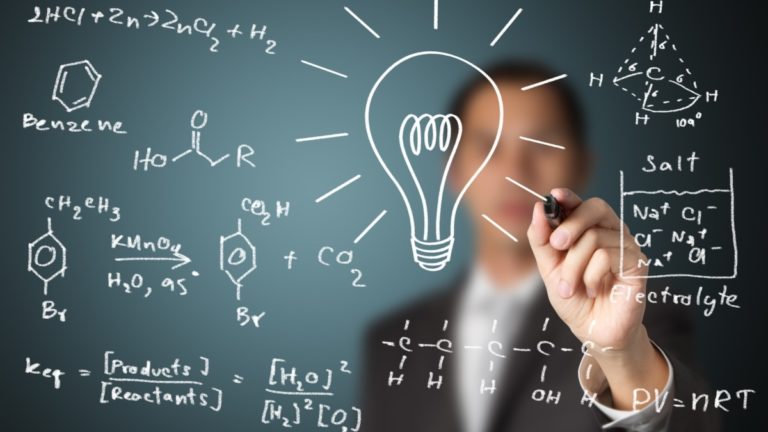 2HCl + Zn → ZnCl₂ + H₂
Benzene
HO
O
R
CH₂CH₃
Br
KMnO₄
H₂O, 95°
CO₂H
Br
+ CO₂
Keq = [Products] / [Reactants] = [H₂O]² / [H₂]² [O₂]
H
H C H
H
σ σ σ σ
109°
Salt
Na⁺ Cl⁻
Cl⁻ Na⁺
Na⁺ Cl⁻
Electrolyte
- C - C - C - C - C -
H H H OH H
PV = nRT